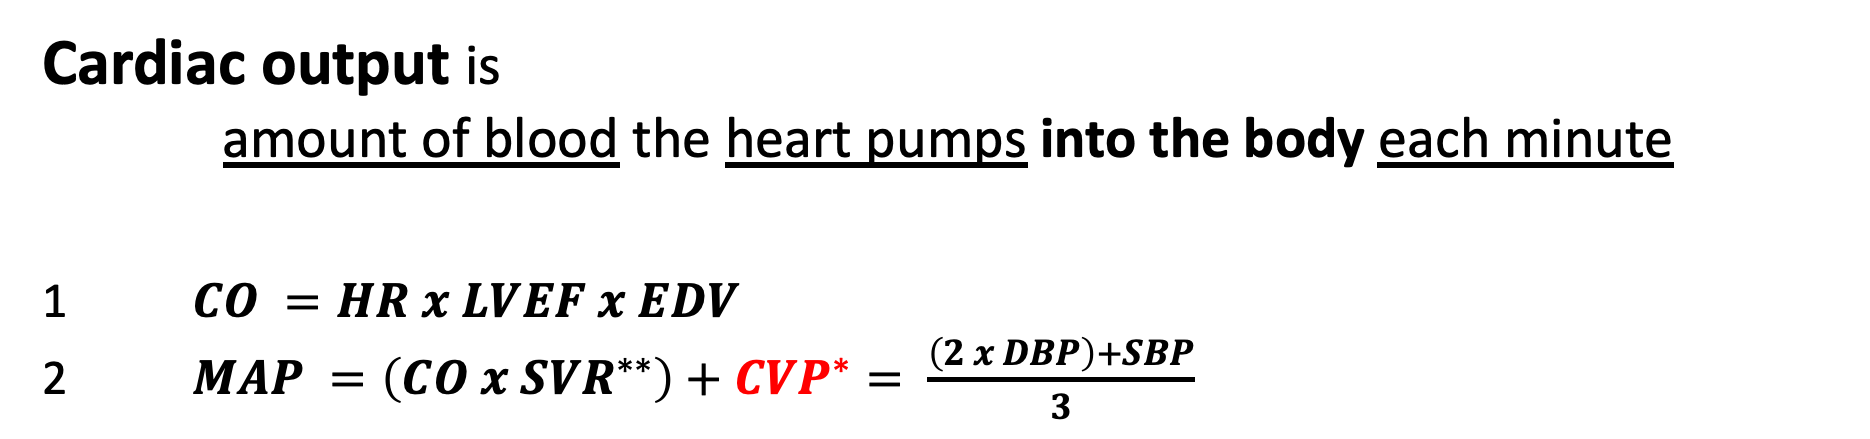 Cardiac output is
amount of blood the heart pumps into the body each minute
1 CO = HR x LVEF x EDV
2 MAP = (CO x SVR**) + CVP* = (2 x DBP)+SBP
3